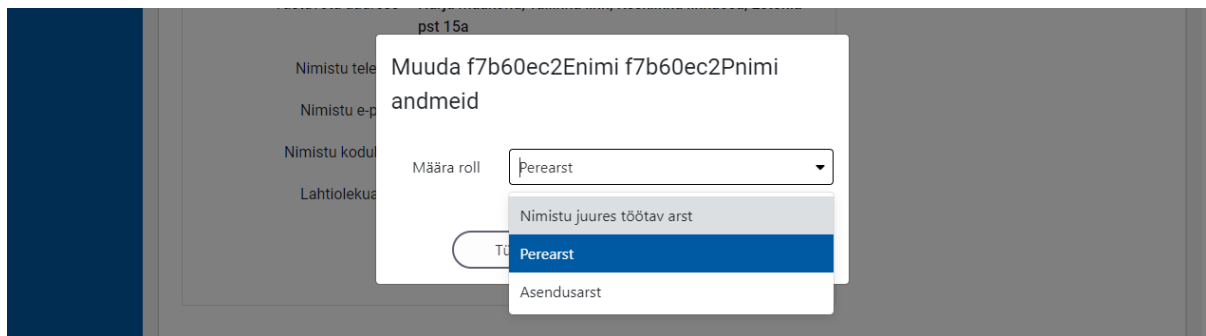 pst 15a
Muuda f7b60ec2Enimi f7b60ec2Pnimi
andmeid
Nimistu tele
Nimistu e-p
Nimistu kodul
Lahtiolekua
Määra roll
Perearst
Nimistu juures töötav arst
Perearst
Asendusarst
Tü